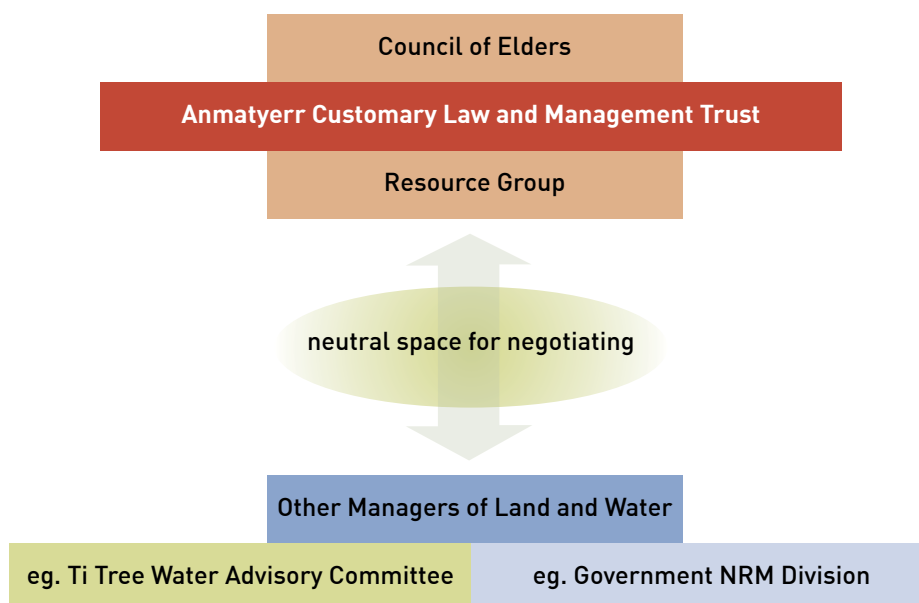 Council of Elders
Anmatyerr Customary Law and Management Trust
Resource Group
neutral space for negotiating
Other Managers of Land and Water
eg. Ti Tree Water Advisory Committee
eg. Government NRM Division